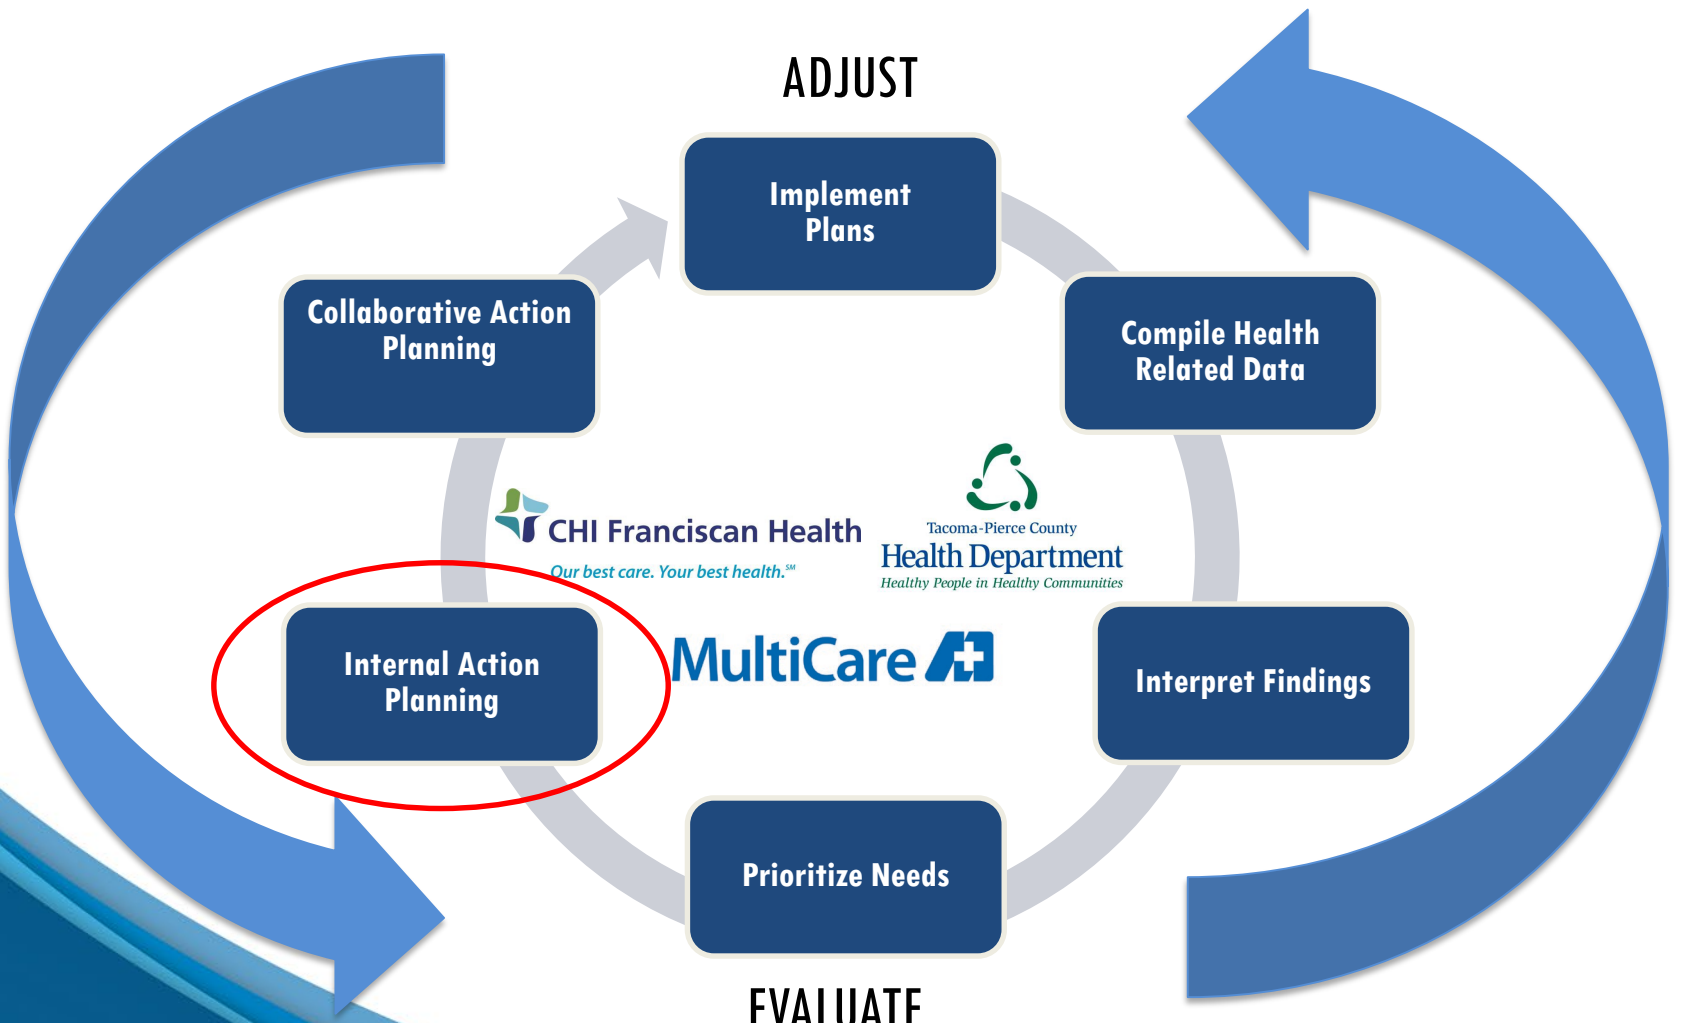 ADJUST
Implement
Plans
Collaborative Action
Planning
Compile Health
Related Data
CHI Franciscan Health
Our best care. Your best health.℠
Tacoma-Pierce County
Health Department
Healthy People in Healthy Communities
Internal Action
Planning
MultiCare
Interpret Findings
Prioritize Needs
EVALUATE